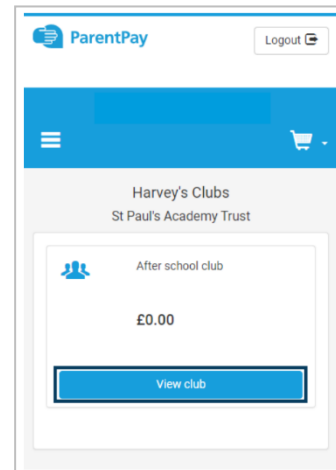 ParentPay
Logout
Harvey's Clubs
St Paul's Academy Trust
After school club
£0.00
View club